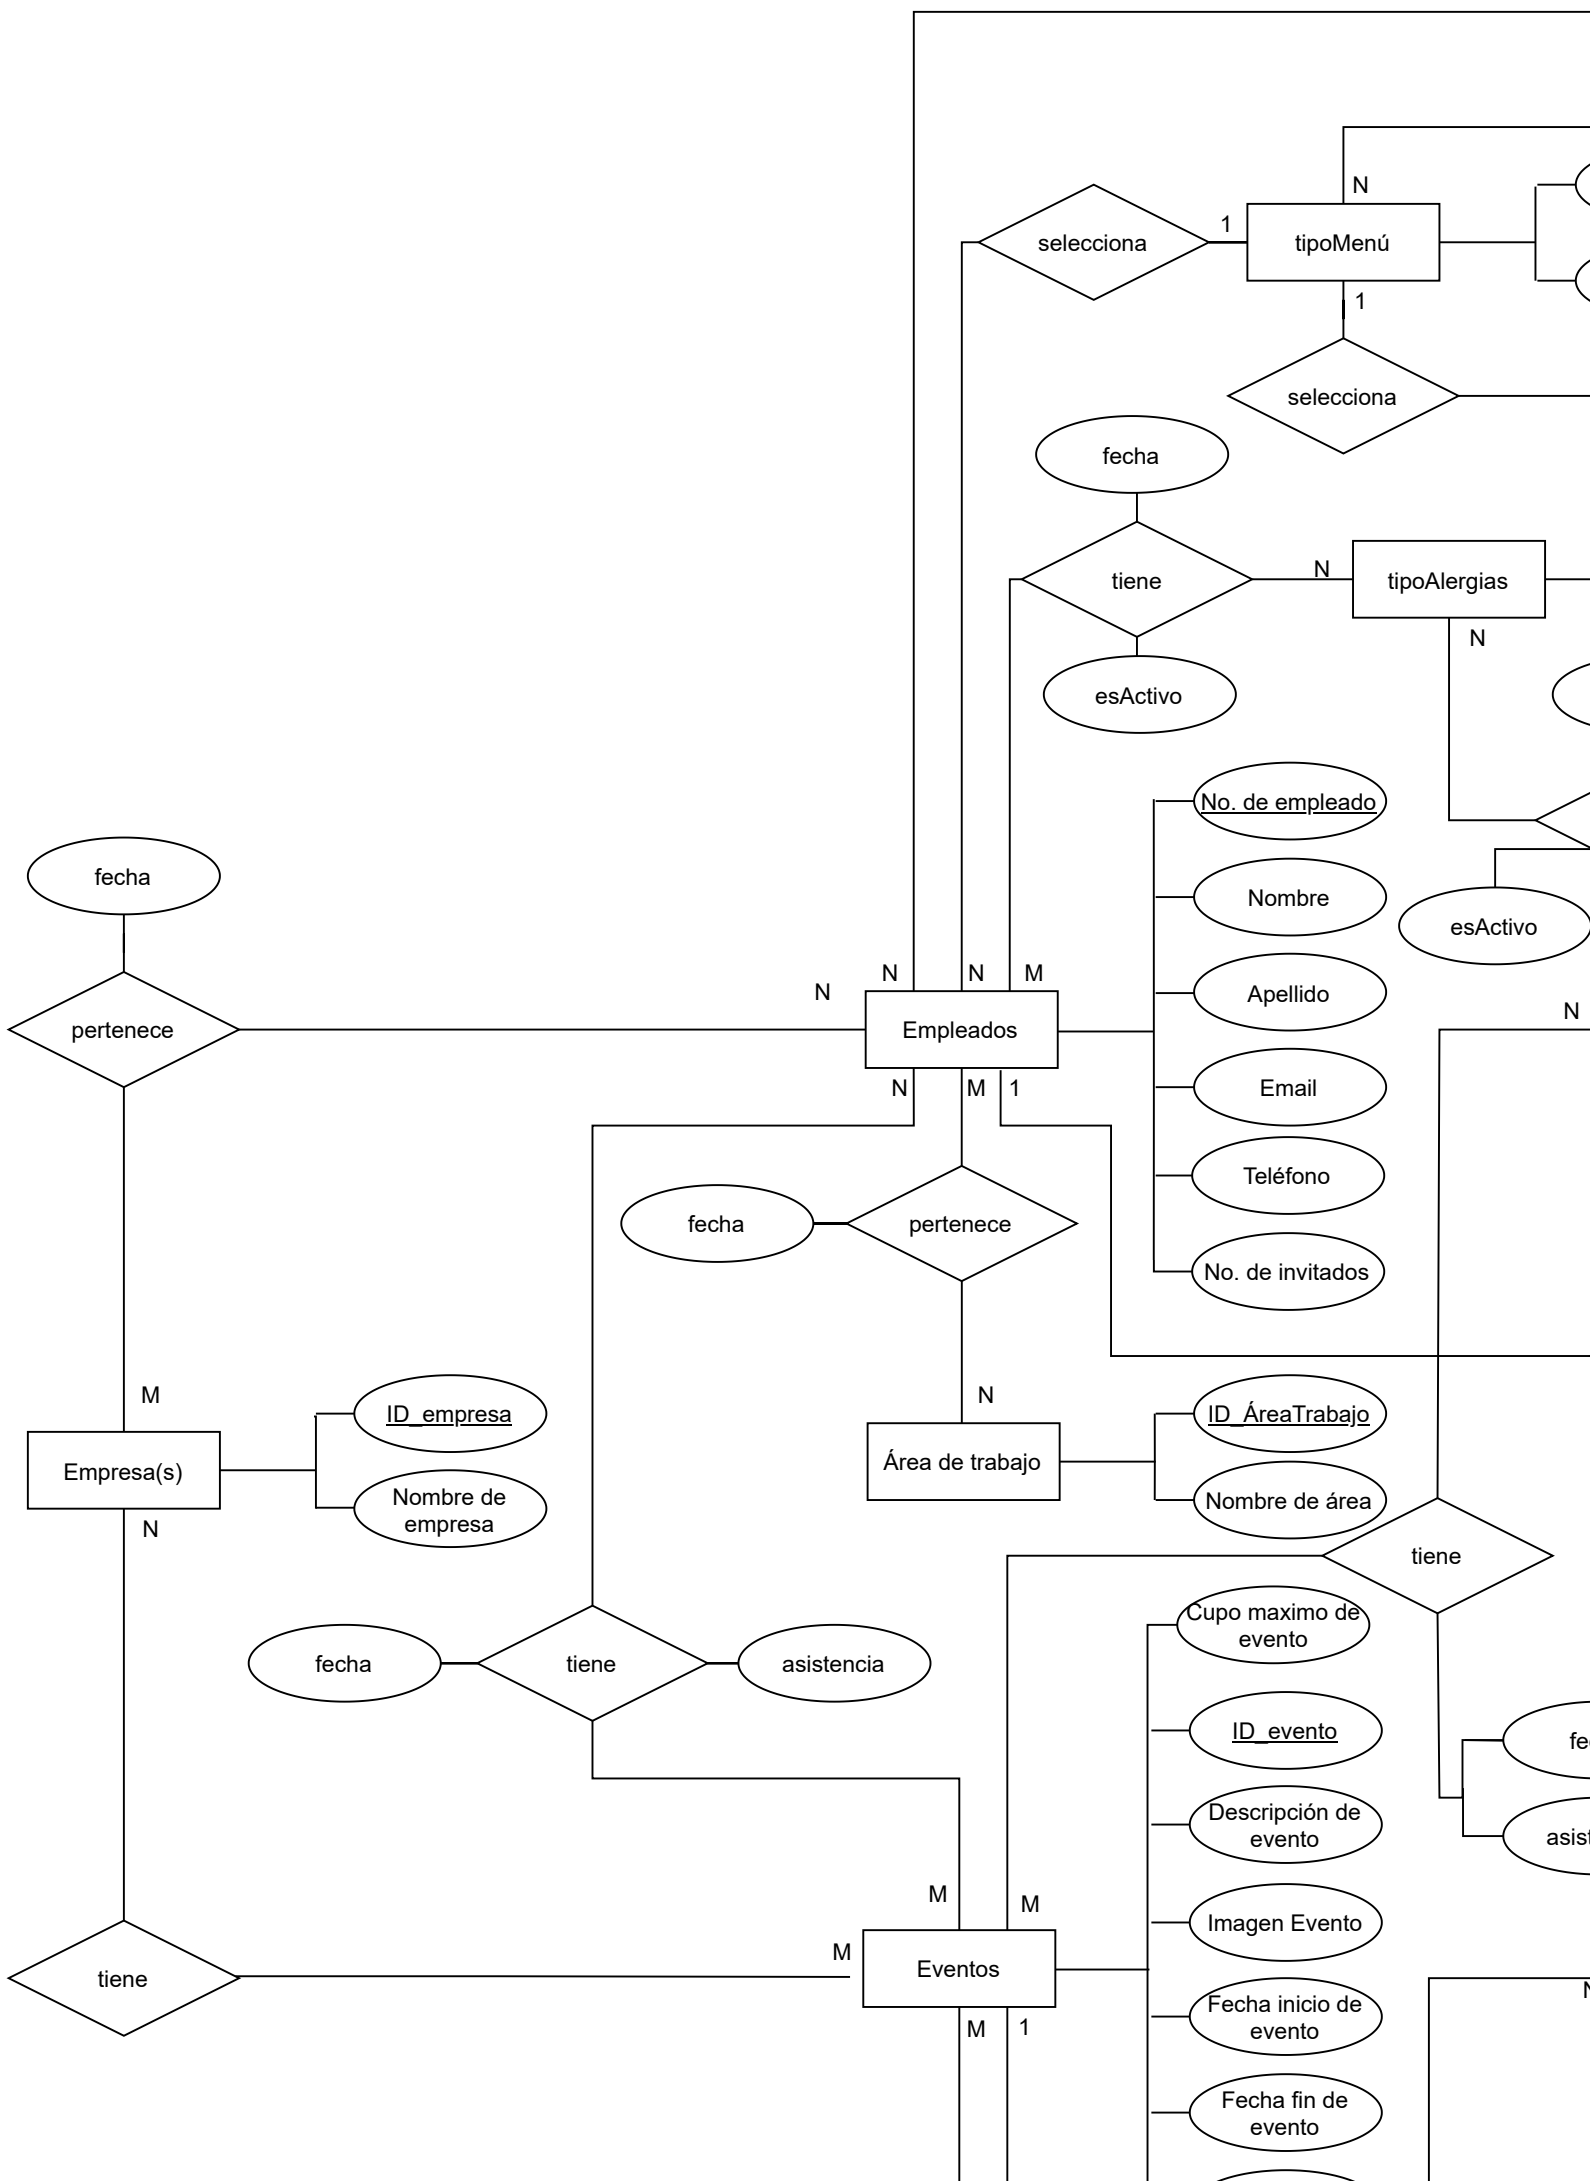 N
1
selecciona
tipoMenú
1
selecciona
fecha
tiene
N
tipoAlergias
N
esActivo
No. de empleado
Nombre
fecha
esActivo
Apellido
N
N
M
N
N
pertenece
Empleados
N
M
1
Email
Teléfono
fecha
pertenece
No. de invitados
M
N
ID_empresa
ID_ÁreaTrabajo
Empresa(s)
Área de trabajo
Nombre de
empresa
Nombre de área
N
tiene
Cupo maximo de
evento
fecha
tiene
asistencia
ID_evento
Descripción de
evento
M
M
Imagen Evento
M
Eventos
tiene
Fecha inicio de
evento
M
1
Fecha fin de
evento